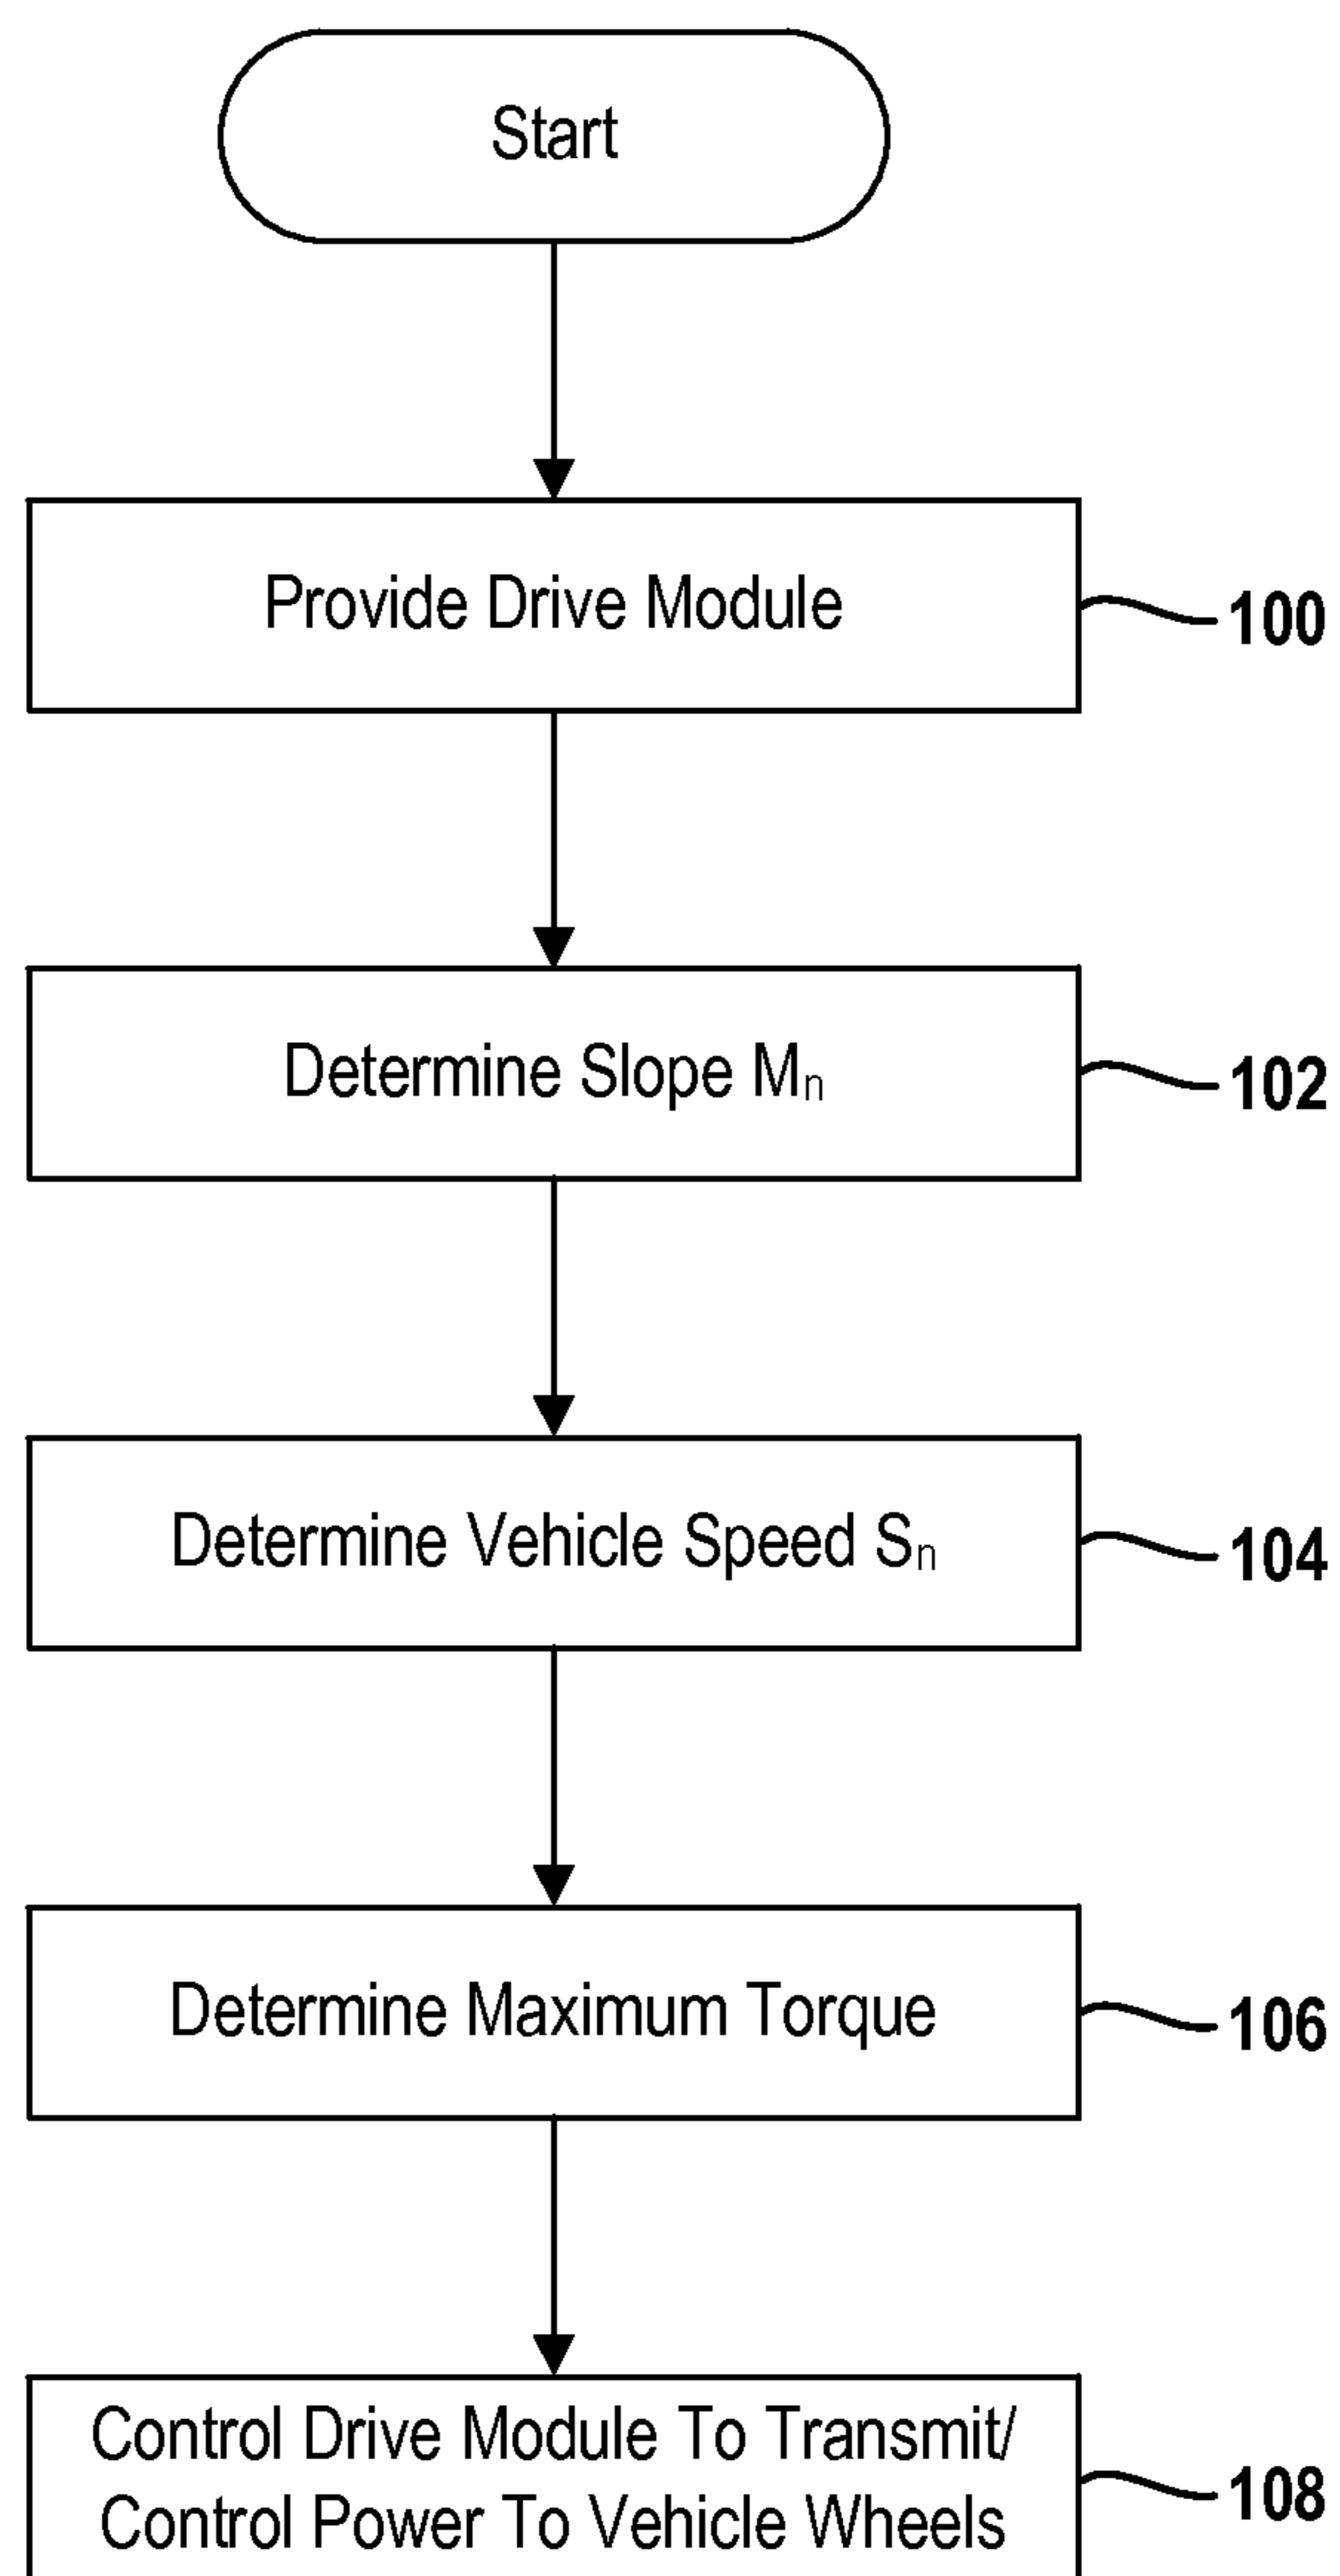 Start
Provide Drive Module
100
Determine Slope Mn
102
Determine Vehicle Speed Sn
104
Determine Maximum Torque
106
Control Drive Module To Transmit/
Control Power To Vehicle Wheels
108